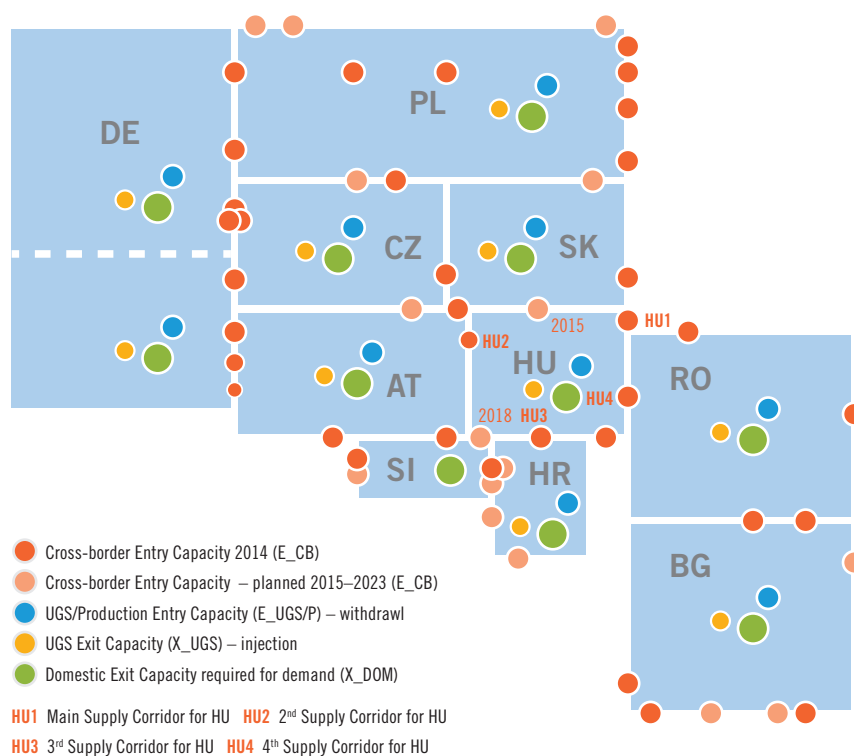 PL
DE
CZ
SK
2015
HU1
HU2
HU
RO
AT
HU4
2018 HU3
SI
HR
Cross-border Entry Capacity 2014 (E_CB)
Cross-border Entry Capacity – planned 2015–2023 (E_CB)
BG
UGS/Production Entry Capacity (E_UGS/P) – withdrawl
UGS Exit Capacity (X_UGS) – injection
Domestic Exit Capacity required for demand (X_DOM)
HU1 Main Supply Corridor for HU HU2 2nd Supply Corridor for HU
HU3 3rd Supply Corridor for HU HU4 4th Supply Corridor for HU